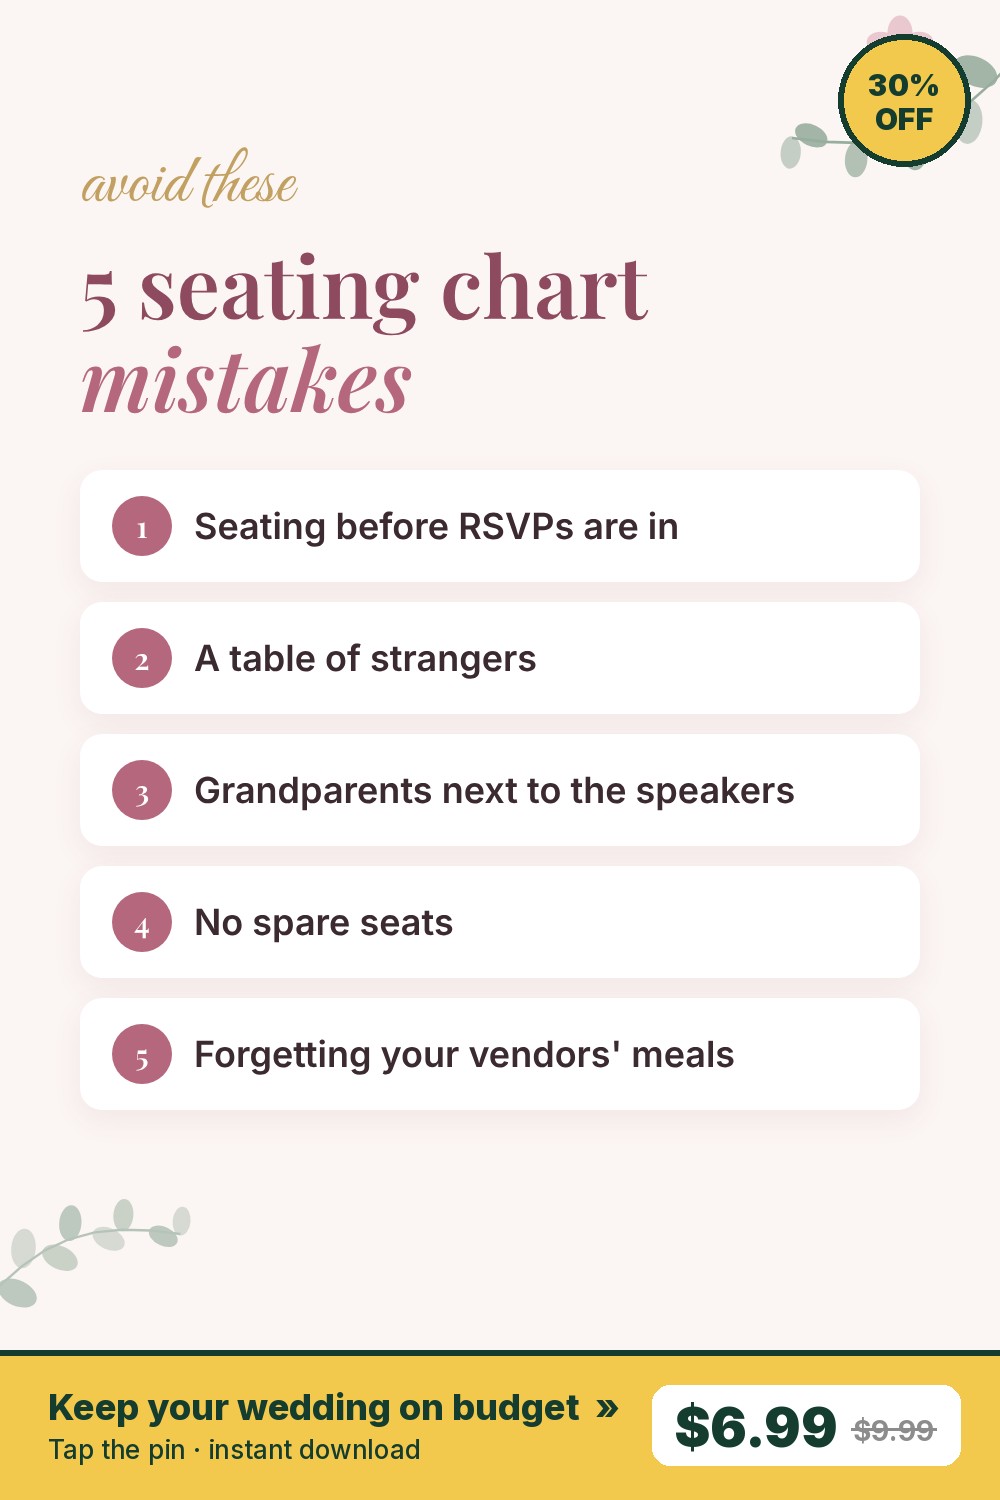 30%
OFF
avoid these
5 seating chart
mistakes
1 Seating before RSVPs are in
2 A table of strangers
3 Grandparents next to the speakers
4 No spare seats
5 Forgetting your vendors' meals
Keep your wedding on budget »
Tap the pin · instant download
$6.99 $9.99